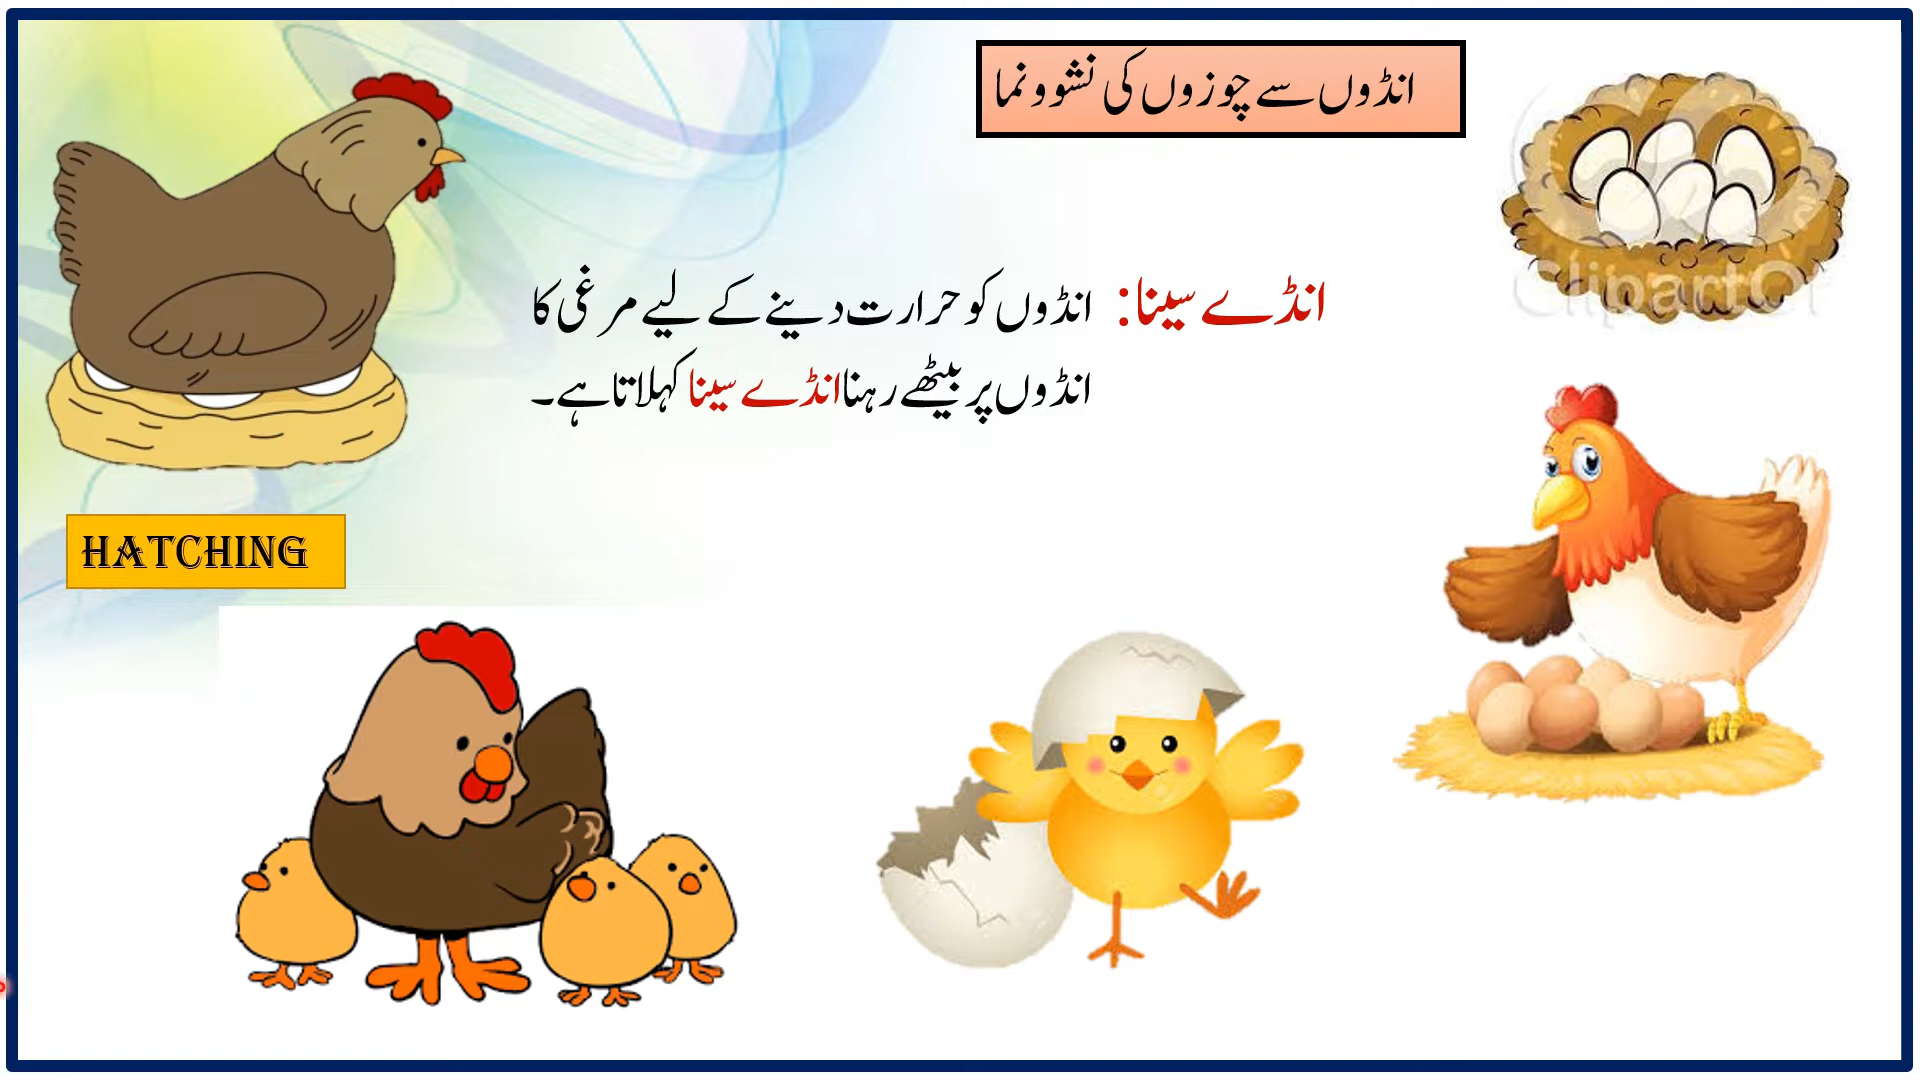 انڈوں سے چوزوں کی نشوونما
انڈے سینا: انڈوں کو حرارت دینے کے لیے مرغی کا
انڈوں پر بیٹھے رہنا انڈے سینا کہلاتا ہے۔
HATCHING
ClipartOf